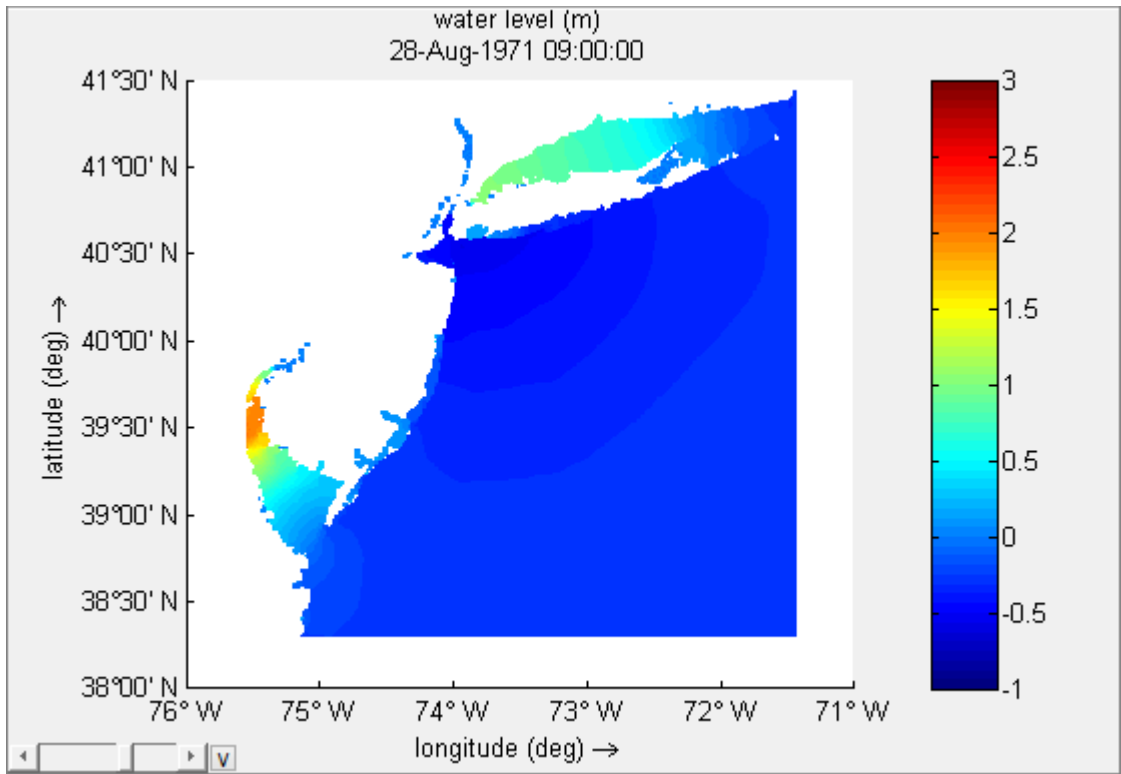 water level (m)
28-Aug-1971 09:00:00
41°30' N
41°00' N
40°30' N
40°00' N
39°30' N
39°00' N
38°30' N
38°00' N
latitude (deg) →
76° W
75° W
74° W
73° W
72° W
71° W
longitude (deg) →
3
2.5
2
1.5
1
0.5
0
-0.5
-1
V